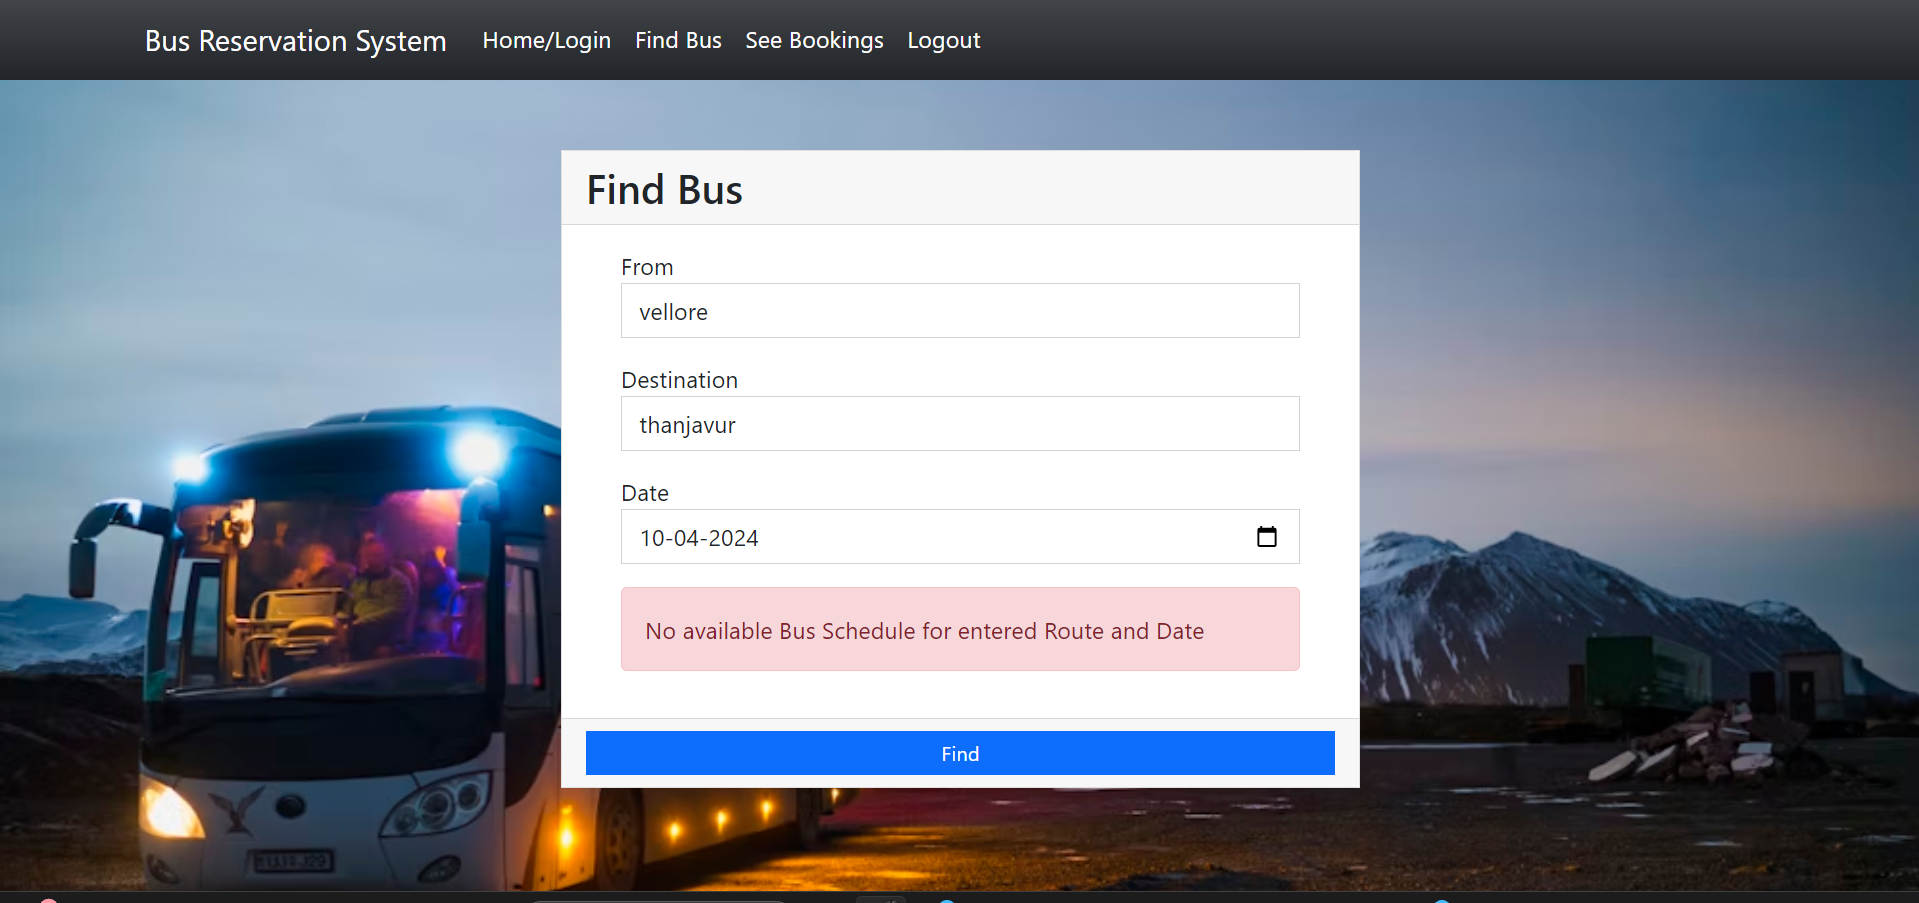 Bus Reservation System Home/Login Find Bus See Bookings Logout
Find Bus
From
vellore
Destination
thanjavur
Date
10-04-2024
No available Bus Schedule for entered Route and Date
Find